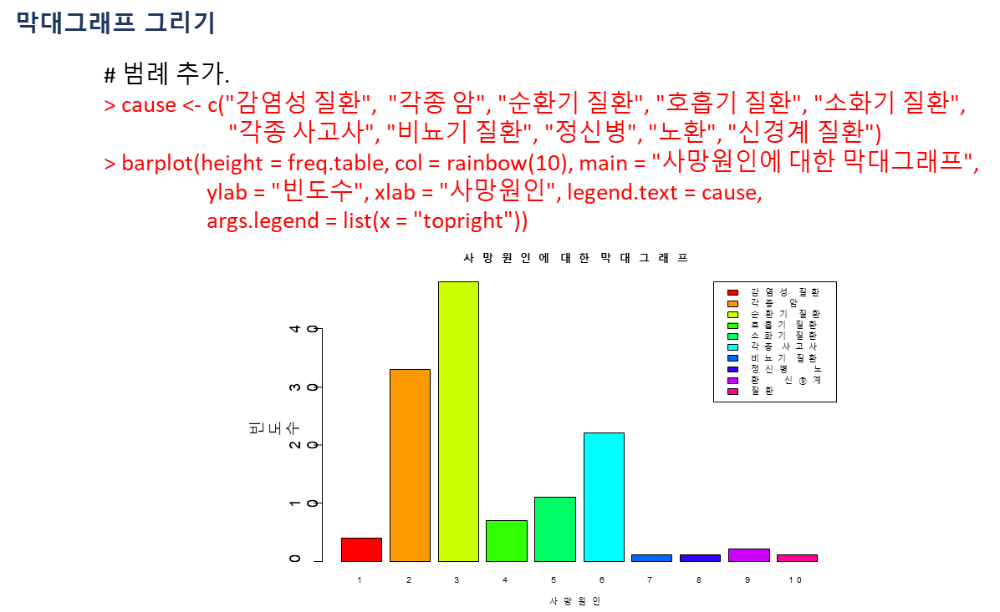 막대그래프 그리기
# 범례 추가.
> cause <- c("감염성 질환", "각종 암", "순환기 질환", "호흡기 질환", "소화기 질환",
"각종 사고사", "비뇨기 질환", "정신병", "노환", "신경계 질환")
> barplot(height = freq.table, col = rainbow(10), main = "사망원인에 대한 막대그래프",
ylab = "빈도수", xlab = "사망원인", legend.text = cause,
args.legend = list(x = "topright"))
사 망 원 인 에 대 한 막 대 그 래 프
감 염 성 질 환
각 종 암
순 환 기 질 환
호 흡 기 질 환
소 화 기 질 환
각 종 사 고 사
비 뇨 기 질 환
정 신 병 노
환 신 ⑨ 계
질 환
빈 도 수
4 0
3 0
2 0
1 0
0
1 2 3 4 5 6 7 8 9 1 0
사 망 원 인